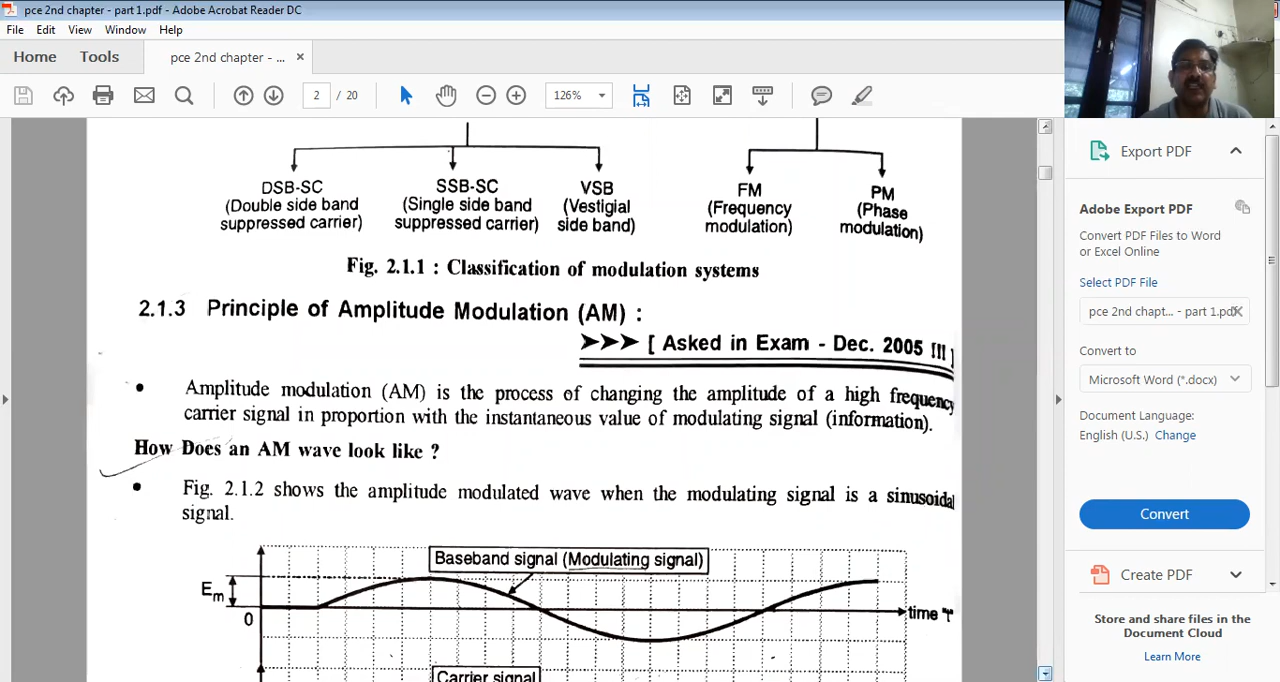 pce 2nd chapter - part 1.pdf - Adobe Acrobat Reader DC
File Edit View Window Help
Home Tools pce 2nd chapter - ... ×
2 / 20 126%
DSB-SC
(Double side band
suppressed carrier)
SSB-SC
(Single side band
suppressed carrier)
VSB
(Vestigial
side band)
FM
(Frequency
modulation)
PM
(Phase
modulation)
Fig. 2.1.1 : Classification of modulation systems
2.1.3 Principle of Amplitude Modulation (AM) :
➤➤➤ [ Asked in Exam - Dec. 2005 !!! ]
• Amplitude modulation (AM) is the process of changing the amplitude of a high frequency
carrier signal in proportion with the instantaneous value of modulating signal (information).
How Does an AM wave look like ?
• Fig. 2.1.2 shows the amplitude modulated wave when the modulating signal is a sinusoidal
signal.
Baseband signal (Modulating signal)
Em
0
time "t"
Carrier signal
Export PDF
Adobe Export PDF
Convert PDF Files to Word
or Excel Online
Select PDF File
pce 2nd chapt... - part 1.pdf
Convert to
Microsoft Word (*.docx)
Document Language:
English (U.S.) Change
Convert
Create PDF
Store and share files in the
Document Cloud
Learn More